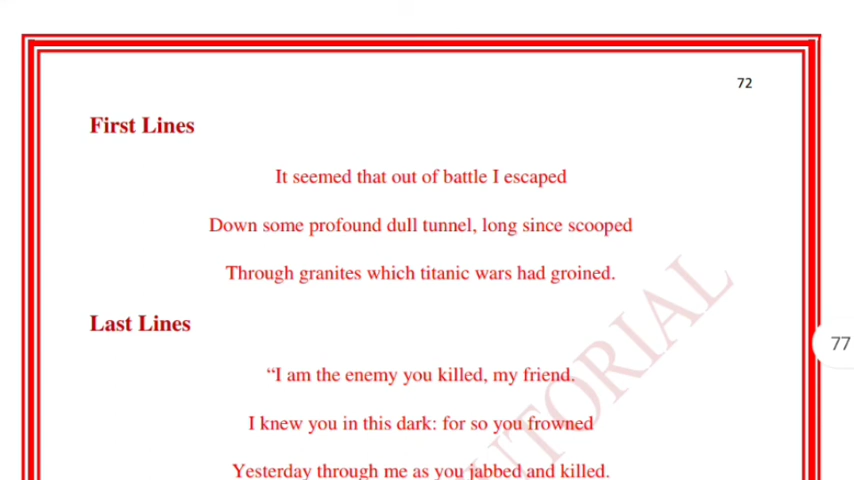 72
First Lines
It seemed that out of battle I escaped
Down some profound dull tunnel, long since scooped
Through granites which titanic wars had groined.
Last Lines
“I am the enemy you killed, my friend.
I knew you in this dark: for so you frowned
Yesterday through me as you jabbed and killed.
77
UTORIAL